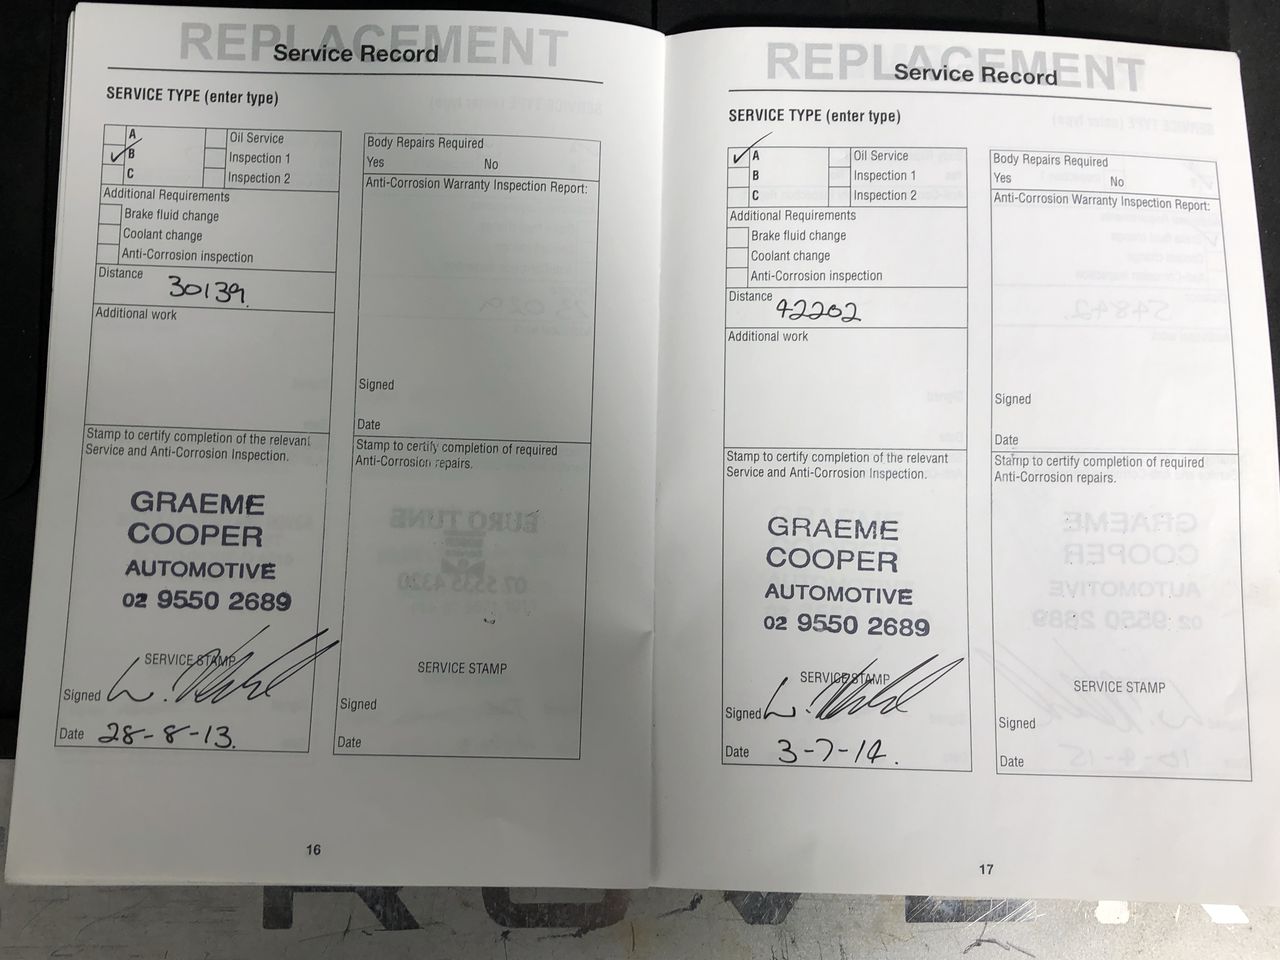 REPLACEMENT
Service Record
SERVICE TYPE (enter type)
A
B
C
Oil Service
Inspection 1
Inspection 2
Additional Requirements
Brake fluid change
Coolant change
Anti-Corrosion inspection
Distance 30139
Additional work
Stamp to certify completion of the relevant
Service and Anti-Corrosion Inspection.
GRAEME
COOPER
AUTOMOTIVE
02 9550 2689
SERVICE STAMP
Signed
Date 28-8-13.
Body Repairs Required
Yes No
Anti-Corrosion Warranty Inspection Report:
Signed
Date
Stamp to certify completion of required
Anti-Corrosion repairs.
SERVICE STAMP
Signed
Date
16
REPLACEMENT
Service Record
SERVICE TYPE (enter type)
A
B
C
Oil Service
Inspection 1
Inspection 2
Additional Requirements
Brake fluid change
Coolant change
Anti-Corrosion inspection
Distance 42202
Additional work
Stamp to certify completion of the relevant
Service and Anti-Corrosion Inspection.
GRAEME
COOPER
AUTOMOTIVE
02 9550 2689
SERVICE STAMP
Signed
Date 3-7-14.
Body Repairs Required
Yes No
Anti-Corrosion Warranty Inspection Report:
Signed
Date
Stamp to certify completion of required
Anti-Corrosion repairs.
SERVICE STAMP
Signed
Date
17